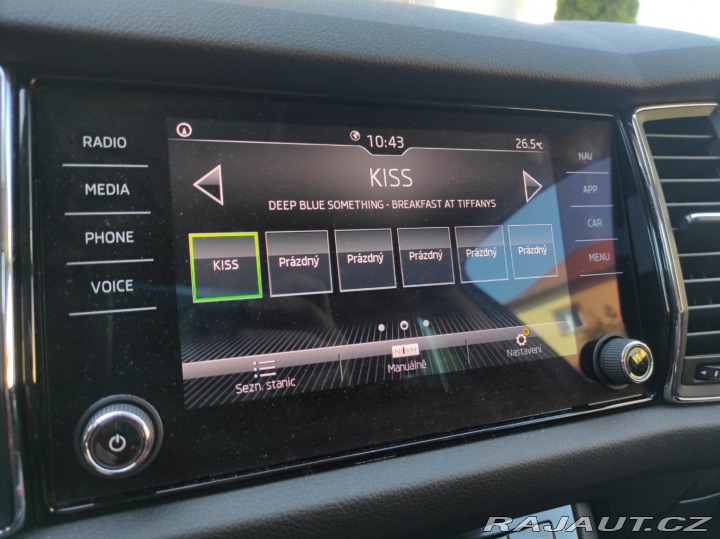 RADIO
MEDIA
PHONE
VOICE
10:43
26.5℃
KISS
DEEP BLUE SOMETHING - BREAKFAST AT TIFFANYS
KISS
Prázdný
Prázdný
Prázdný
Prázdný
Prázdný
Sezn. stanic
Manuálně
Nastavení
NAV
APP
CAR
MENU
RAJAUT.CZ